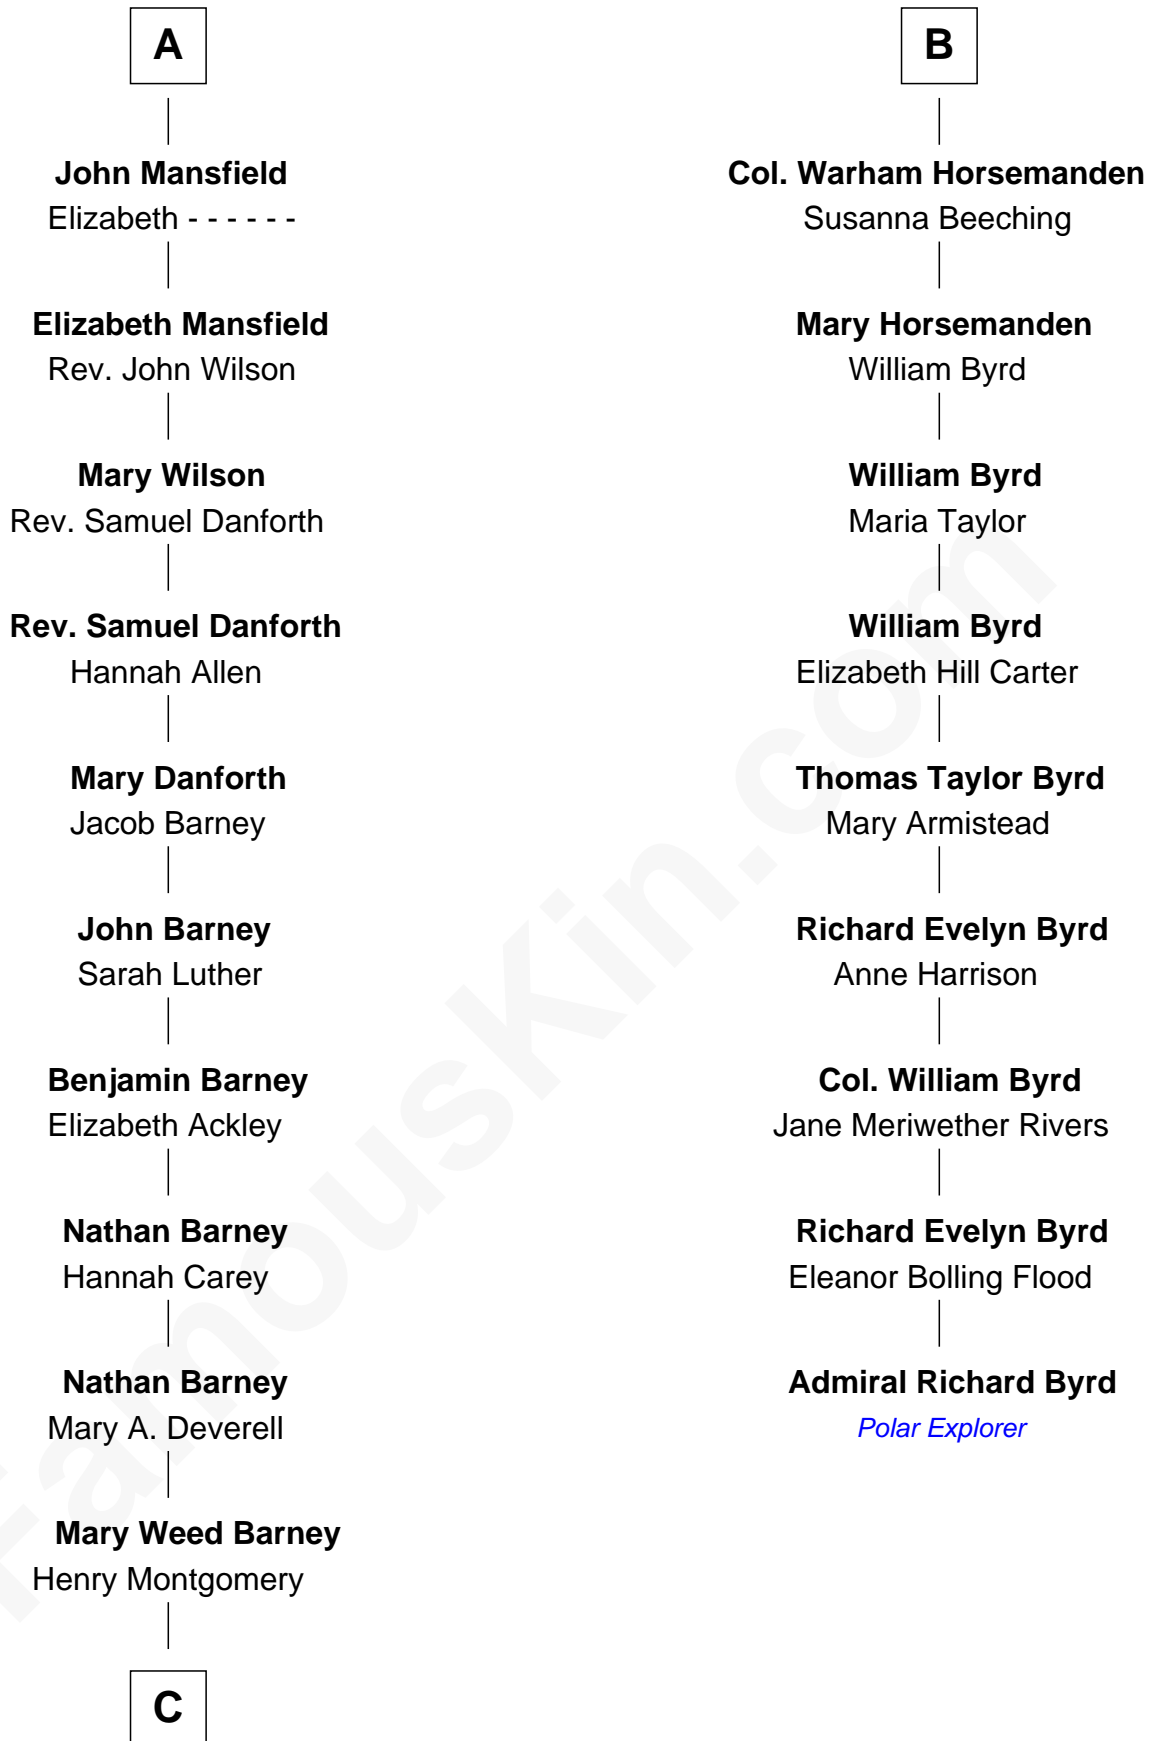 A
John Mansfield
Elizabeth - - - - - -
Elizabeth Mansfield
Rev. John Wilson
Mary Wilson
Rev. Samuel Danforth
Rev. Samuel Danforth
Hannah Allen
Mary Danforth
Jacob Barney
John Barney
Sarah Luther
Benjamin Barney
Elizabeth Ackley
Nathan Barney
Hannah Carey
Nathan Barney
Mary A. Deverell
Mary Weed Barney
Henry Montgomery
C
B
Col. Warham Horsemanden
Susanna Beeching
Mary Horsemanden
William Byrd
William Byrd
Maria Taylor
William Byrd
Elizabeth Hill Carter
Thomas Taylor Byrd
Mary Armistead
Richard Evelyn Byrd
Anne Harrison
Col. William Byrd
Jane Meriwether Rivers
Richard Evelyn Byrd
Eleanor Bolling Flood
Admiral Richard Byrd
Polar Explorer
FamousKin.com